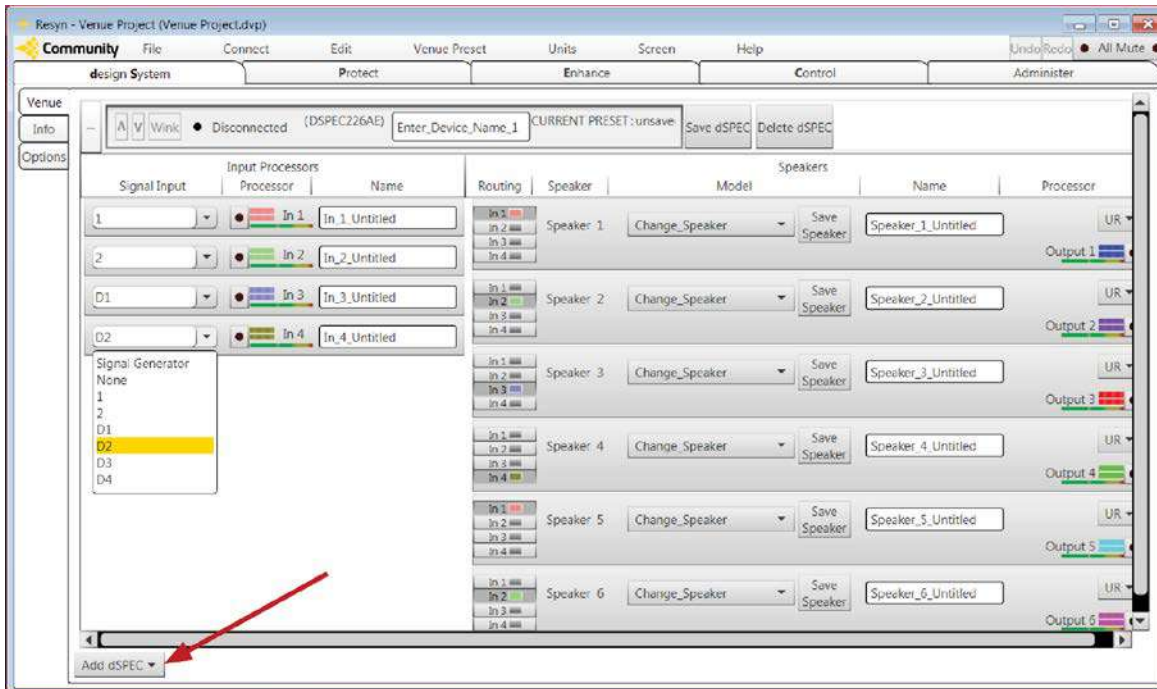 Resyn - Venue Project (Venue Project.dvp)
Community File Connect Edit Venue Preset Units Screen Help Undo Redo All Mute
design System Protect Enhance Control Administer
Venue
Info
Options
- Λ V Wink Disconnected (DSPEC226AE) Enter_Device_Name_1 CURRENT PRESET: unsave Save dSPEC Delete dSPEC
Input Processors Speakers
Signal Input Processor Name Routing Speaker Model Name Processor
1 In 1 In_1_Untitled
2 In 2 In_2_Untitled
D1 In 3 In_3_Untitled
D2 In 4 In_4_Untitled
Signal Generator
None
1
2
D1
D2
D3
D4
In 1
In 2
In 3
In 4
Speaker 1 Change_Speaker Save Speaker Speaker_1_Untitled UR
Output 1
In 1
In 2
In 3
In 4
Speaker 2 Change_Speaker Save Speaker Speaker_2_Untitled UR
Output 2
In 1
In 2
In 3
In 4
Speaker 3 Change_Speaker Save Speaker Speaker_3_Untitled UR
Output 3
In 1
In 2
In 3
In 4
Speaker 4 Change_Speaker Save Speaker Speaker_4_Untitled UR
Output 4
In 1
In 2
In 3
In 4
Speaker 5 Change_Speaker Save Speaker Speaker_5_Untitled UR
Output 5
In 1
In 2
In 3
In 4
Speaker 6 Change_Speaker Save Speaker Speaker_6_Untitled UR
Output 6
Add dSPEC